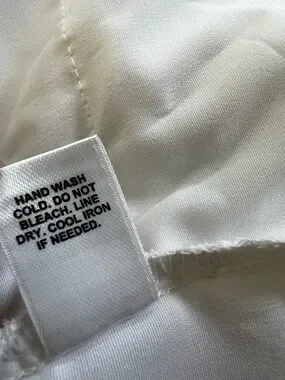 HAND WASH
COLD. DO NOT
BLEACH. LINE
DRY. COOL IRON
IF NEEDED.